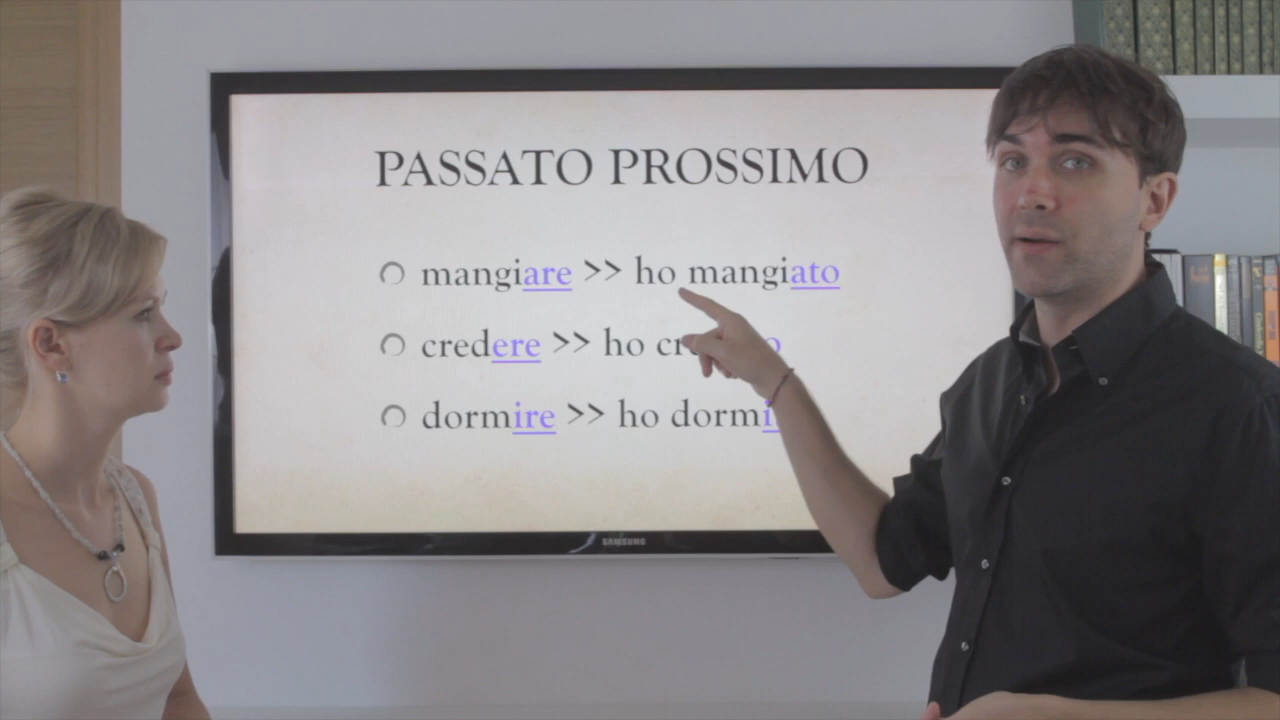 PASSATO PROSSIMO
mangiare >> ho mangiato
credere >> ho
dormire >> ho
SAMSUNG